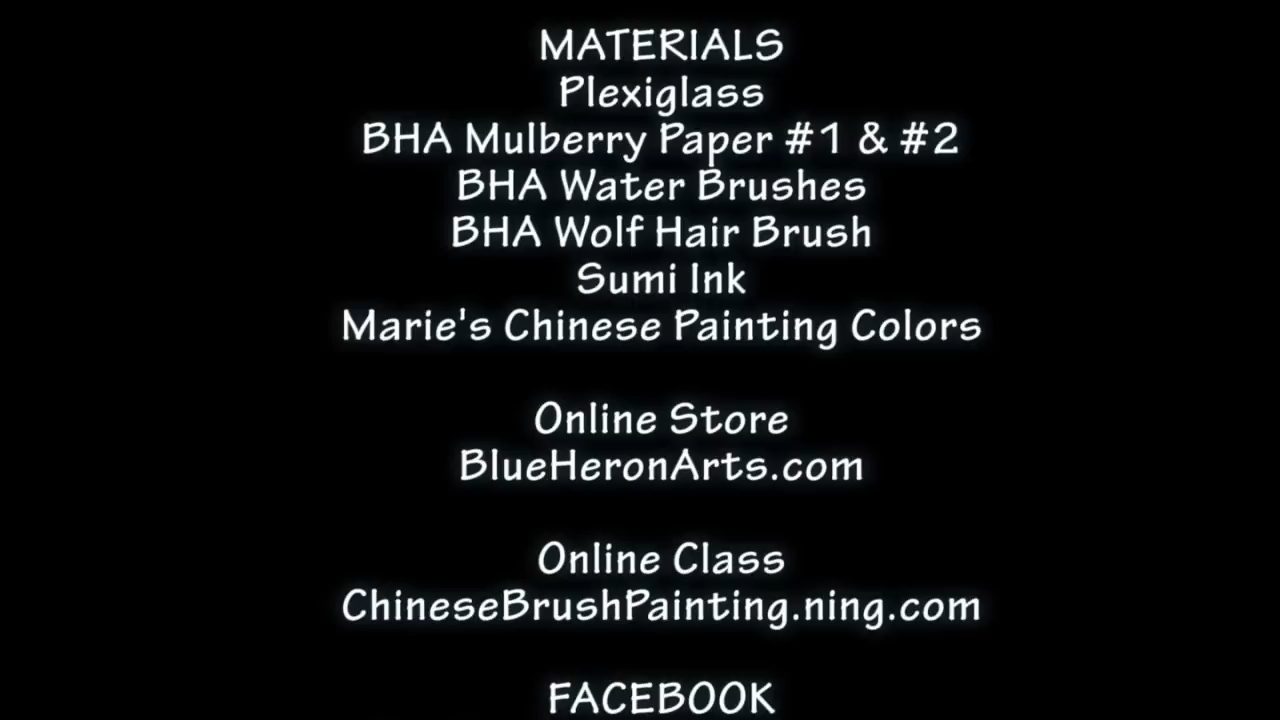 MATERIALS
Plexiglass
BHA Mulberry Paper #1 & #2
BHA Water Brushes
BHA Wolf Hair Brush
Sumi Ink
Marie's Chinese Painting Colors
Online Store
BlueHeronArts.com
Online Class
ChineseBrushPainting.ning.com
FACEBOOK